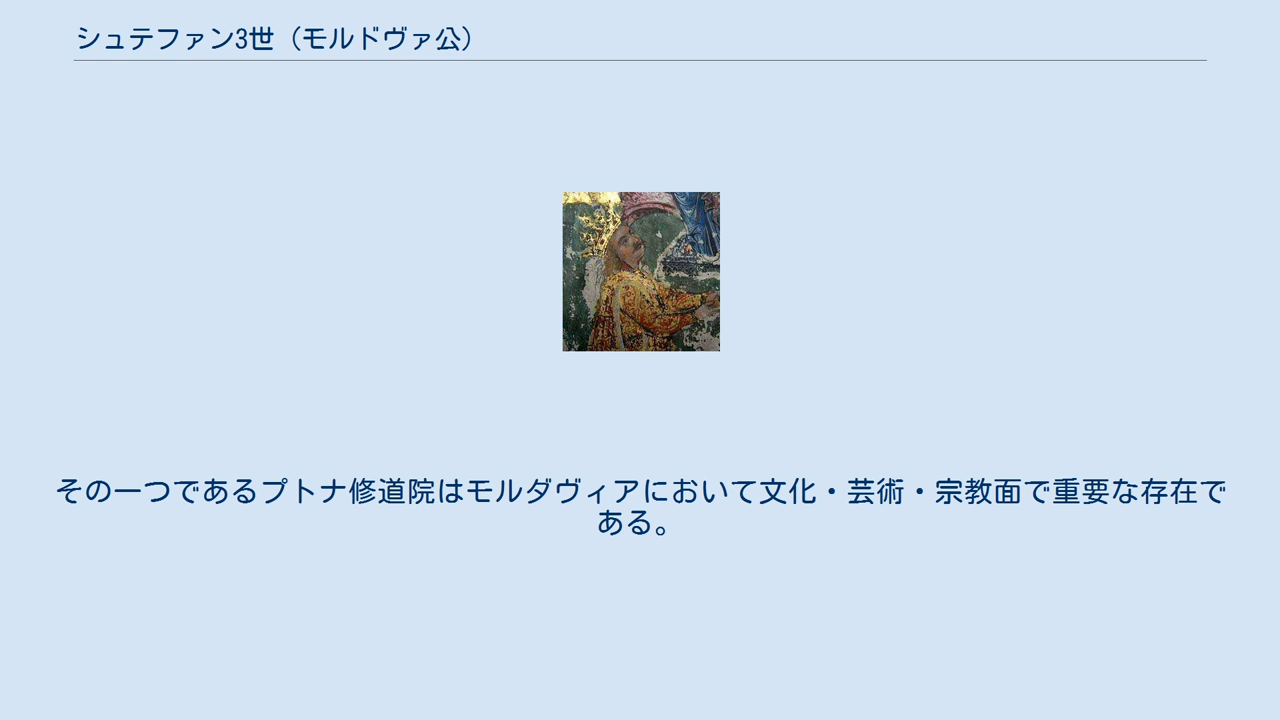 シュテファン3世（モルドヴァ公）
その一つであるプトナ修道院はモルダヴィアにおいて文化・芸術・宗教面で重要な存在で
ある。